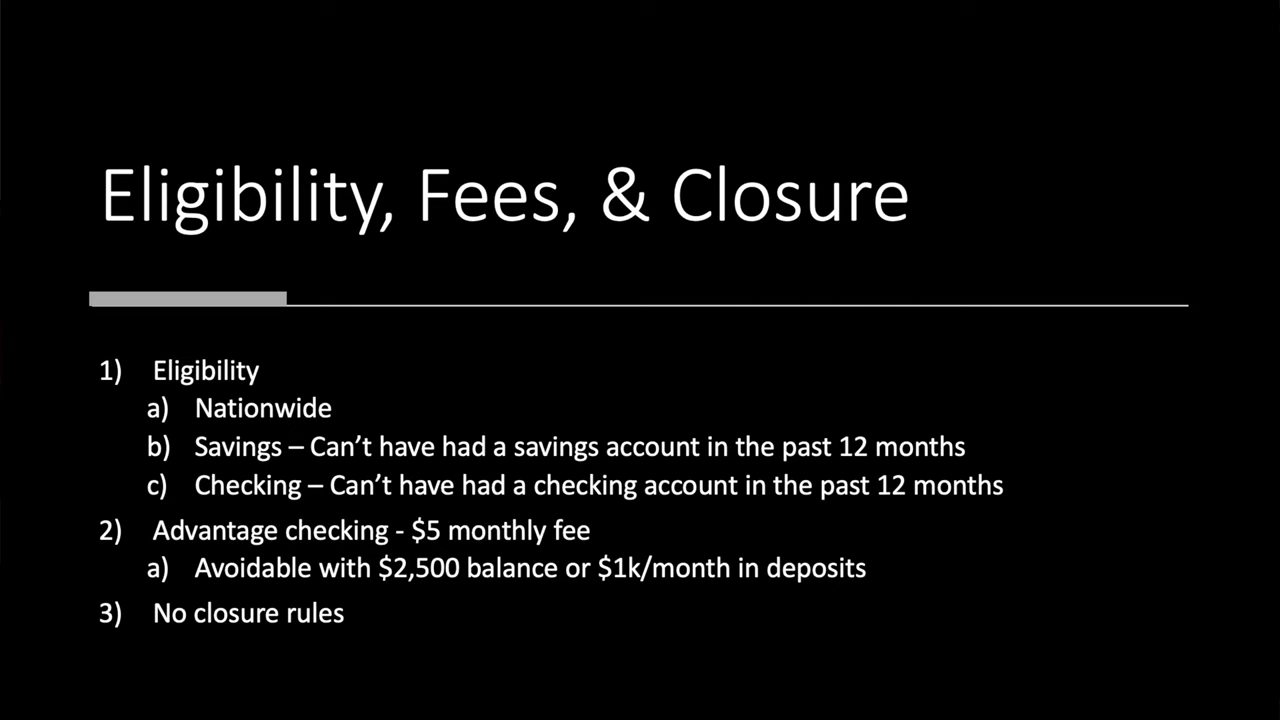 Eligibility, Fees, & Closure
1) Eligibility
a) Nationwide
b) Savings – Can’t have had a savings account in the past 12 months
c) Checking – Can’t have had a checking account in the past 12 months
2) Advantage checking - $5 monthly fee
a) Avoidable with $2,500 balance or $1k/month in deposits
3) No closure rules